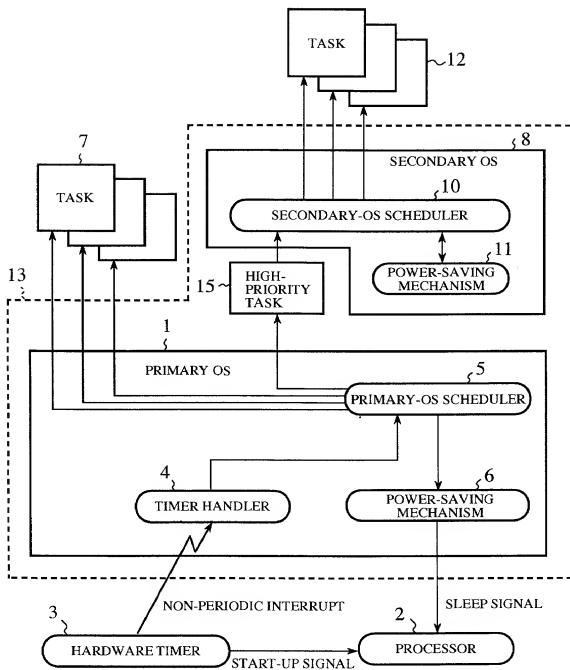 TASK
12
7
8
SECONDARY OS
TASK
10
SECONDARY-OS SCHEDULER
11
13
15
HIGH-
PRIORITY
TASK
POWER-SAVING
MECHANISM
1
PRIMARY OS
5
PRIMARY-OS SCHEDULER
4
6
TIMER HANDLER
POWER-SAVING
MECHANISM
NON-PERIODIC INTERRUPT
SLEEP SIGNAL
3
2
HARDWARE TIMER
START-UP SIGNAL
PROCESSOR